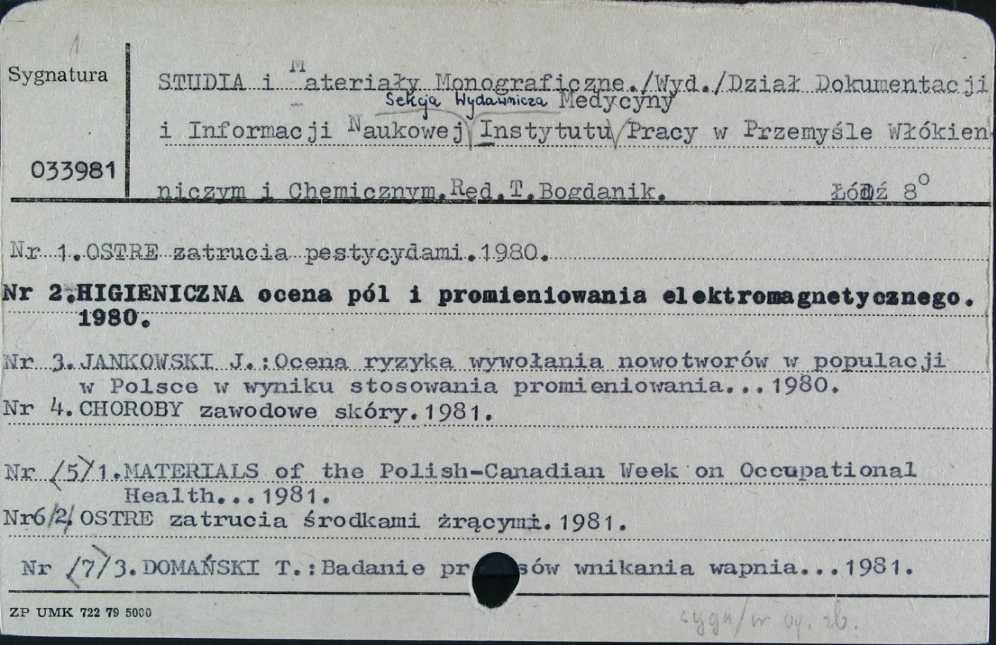 1
Sygnatura
STUDIA i Materiały Monograficzne./Wyd./Dział Dokumentacji
Sekcja Wydawnicza Medycyny
i Informacji Naukowej Instytutu Pracy w Przemyśle Włókien
033981
niczym i Chemicznym.Red.T.Bogdanik. Łódź 8°
Nr 1.OSTRE zatrucia pestycydami.1980.
Nr 2.HIGIENICZNA ocena pól i promieniowania elektromagnetycznego.
1980.
Nr 3.JANKOWSKI J.:Ocena ryzyka wywołania nowotworów w populacji
w Polsce w wyniku stosowania promieniowania...1980.
Nr 4.CHOROBY zawodowe skóry.1981.
Nr /5/1.MATERIALS of the Polish-Canadian Week on Occupational
Health...1981.
Nr6/2/OSTRE zatrucia środkami żrącymi.1981.
Nr /7/3.DOMAŃSKI T.:Badanie pr sów wnikania wapnia...1981.
ZP UMK 722 79 5000